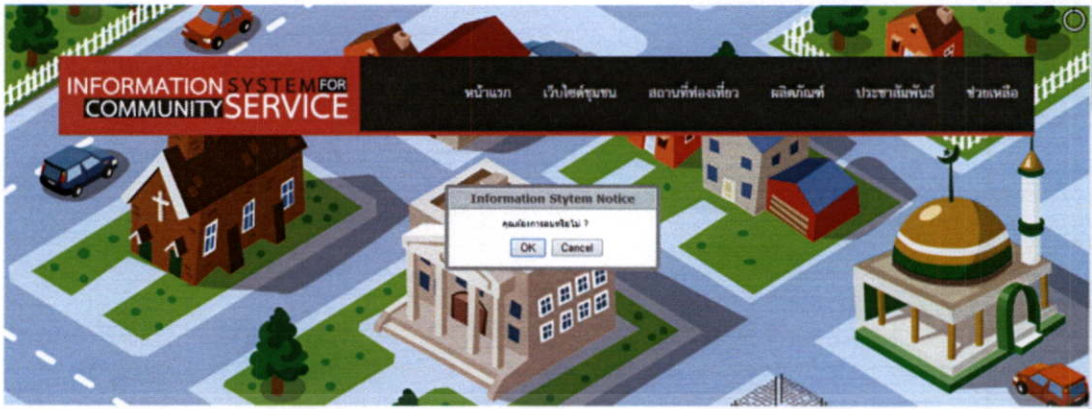 INFORMATION SYSTEM FOR
COMMUNITY SERVICE
หน้าแรก เว็บไซต์ชุมชน สถานที่ท่องเที่ยว ผลิตภัณฑ์ ประชาสัมพันธ์ ช่วยเหลือ
Information Stytem Notice
คุณต้องการลบหรือไม่ ?
OK Cancel